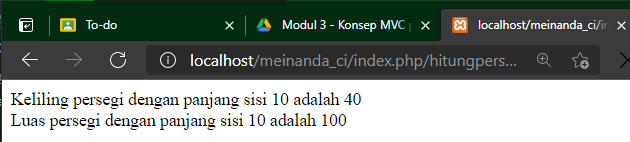 To-do
Modul 3 - Konsep MVC
localhost/meinanda_ci/in
localhost/meinanda_ci/index.php/hitungpers...
Keliling persegi dengan panjang sisi 10 adalah 40
Luas persegi dengan panjang sisi 10 adalah 100